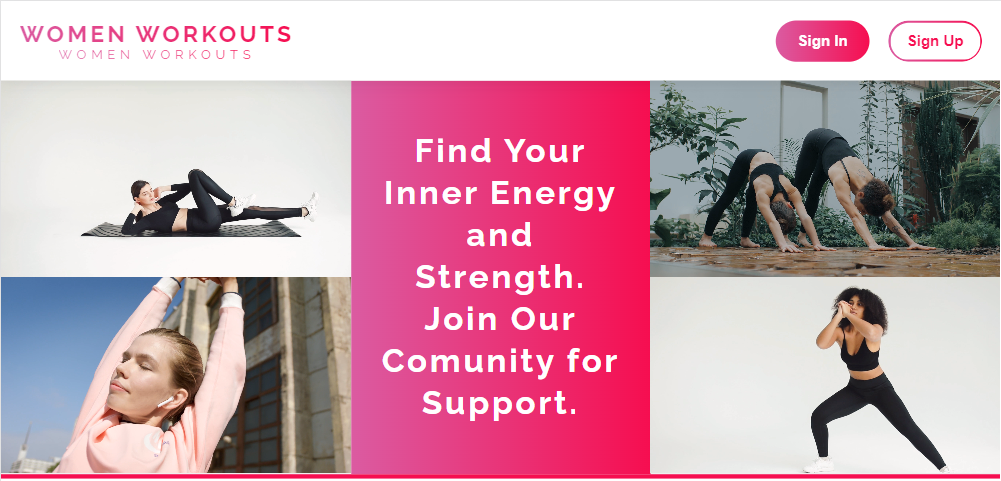 WOMEN WORKOUTS
WOMEN WORKOUTS
Sign In
Sign Up
Find Your
Inner Energy
and
Strength.
Join Our
Comunity for
Support.